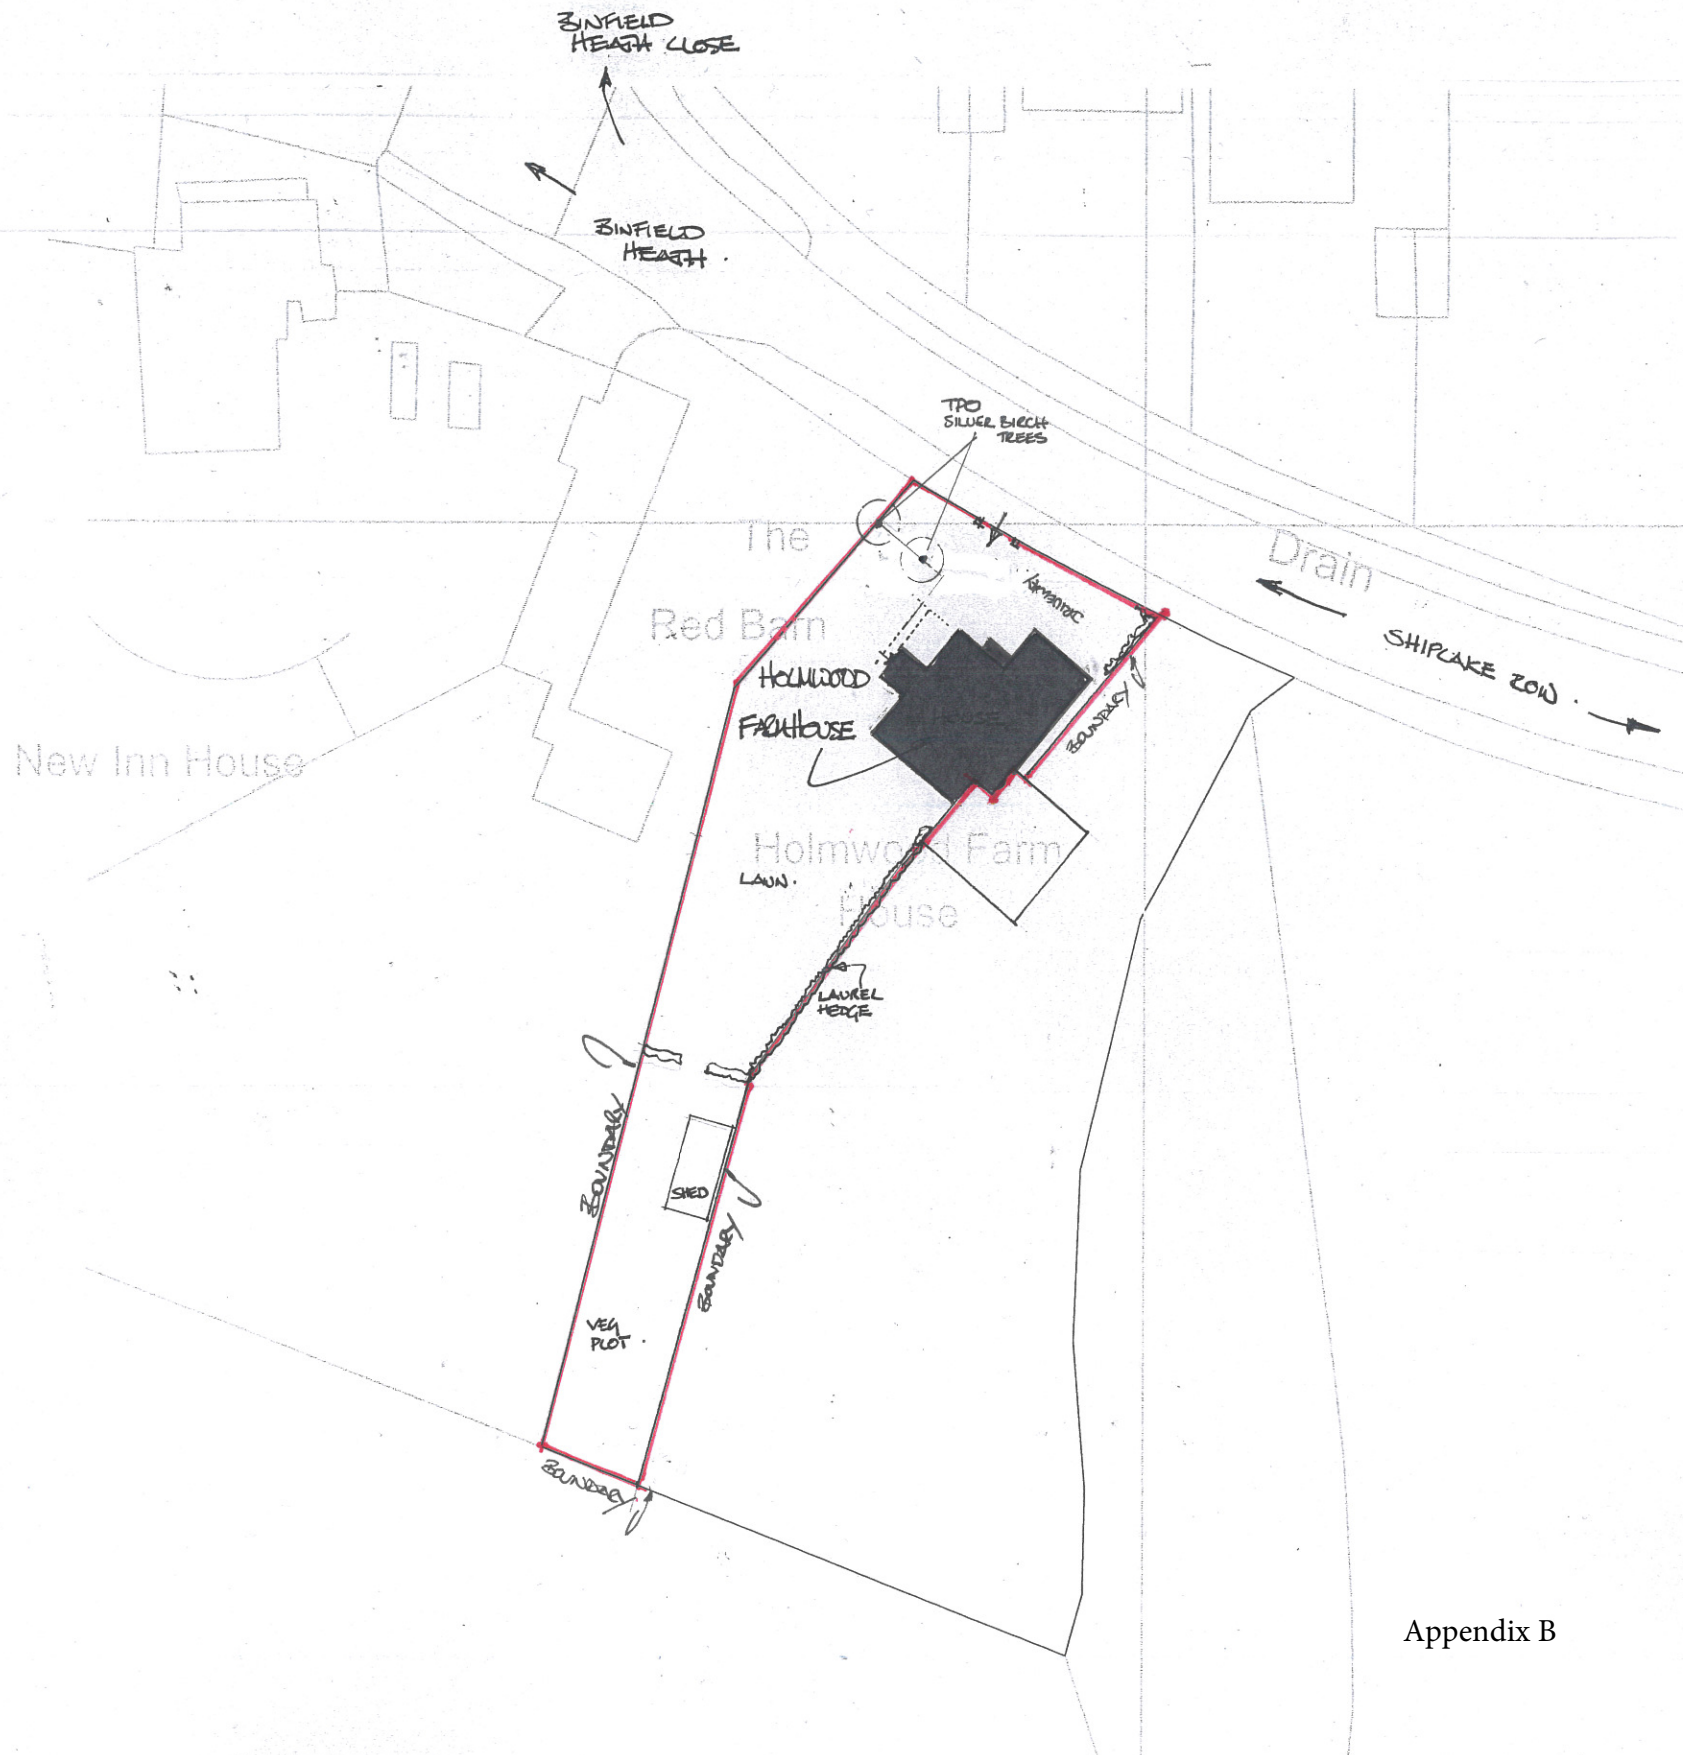 BINFIELD
HEATH CLOSE
BINFIELD
HEATH.
TPO
SILVER BIRCH
TREES
The
Red Barn
Drain
SHIPLAKE ROW.
HOLMWOOD
FARMHOUSE
HOUSE
BOUNDARY
New Inn House
Holmwood Farm
House
LAWN.
LAUREL
HEDGE
BOUNDARY
SHED
BOUNDARY
VEG
PLOT.
BOUNDARY
Appendix B